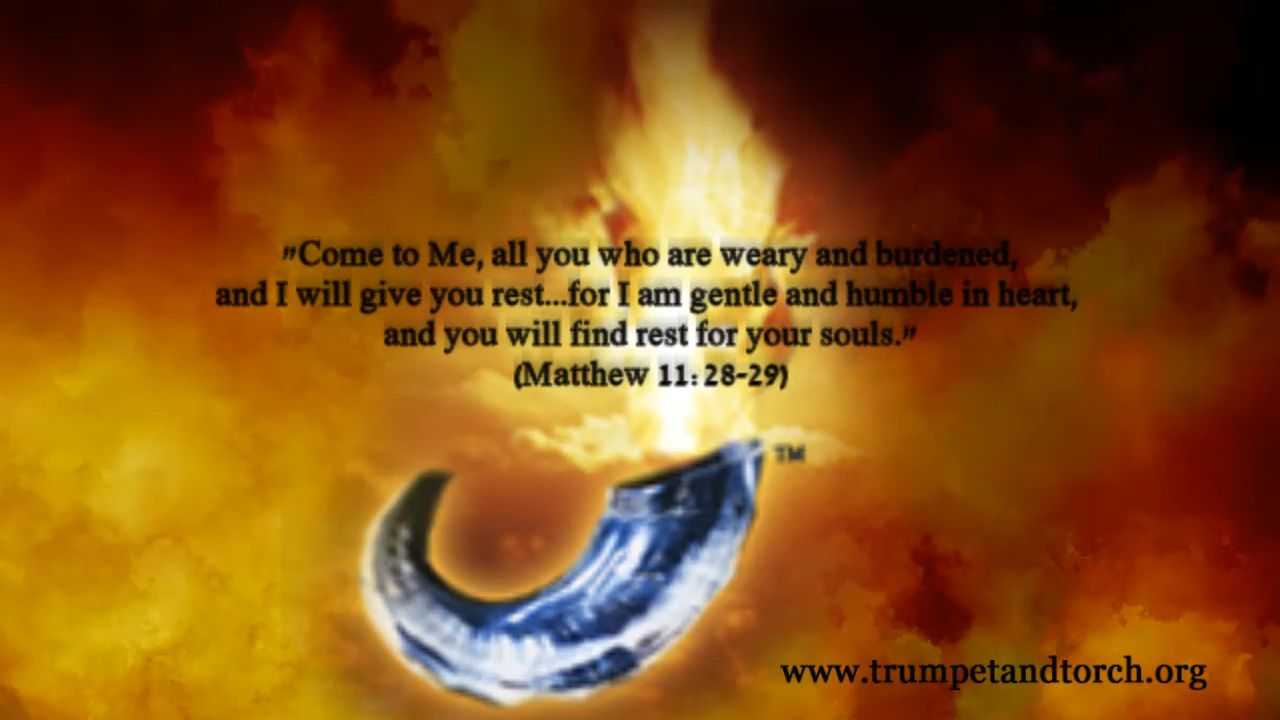 "Come to Me, all you who are weary and burdened,
and I will give you rest...for I am gentle and humble in heart,
and you will find rest for your souls."
(Matthew 11:28-29)
TM
www.trumpetandtorch.org